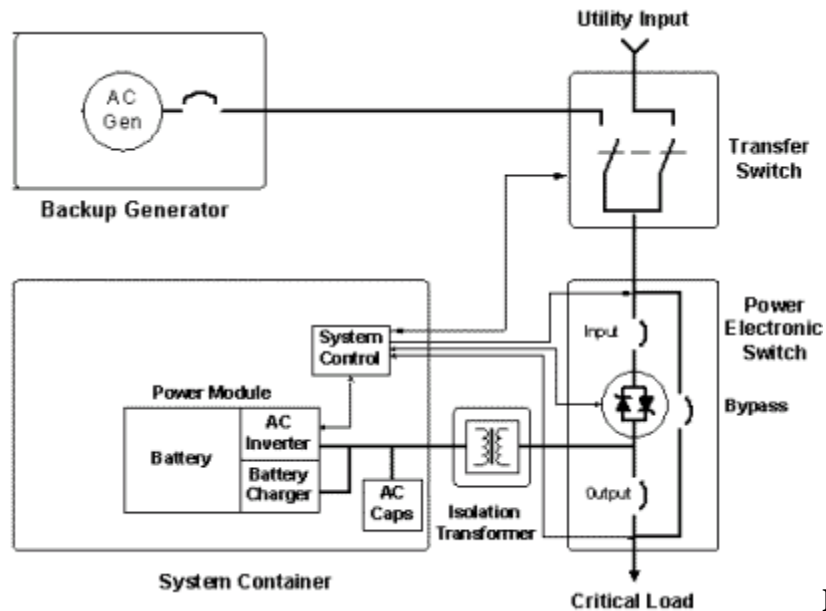 Utility Input
AC
Gen
Transfer
Switch
Backup Generator
Power
Electronic
Switch
Input
System
Control
Power Module
AC
Inverter
Battery
Battery
Charger
Bypass
AC
Caps
Isolation
Transformer
Output
System Container
Critical Load